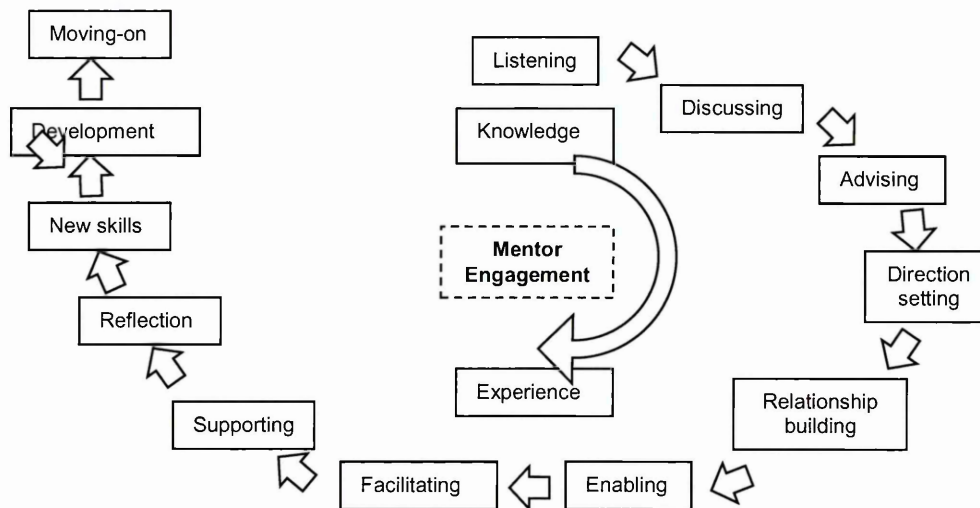 Moving-on
Listening
Discussing
Development
Knowledge
Advising
New skills
Mentor
Engagement
Direction
setting
Reflection
Experience
Relationship
building
Supporting
Facilitating
Enabling